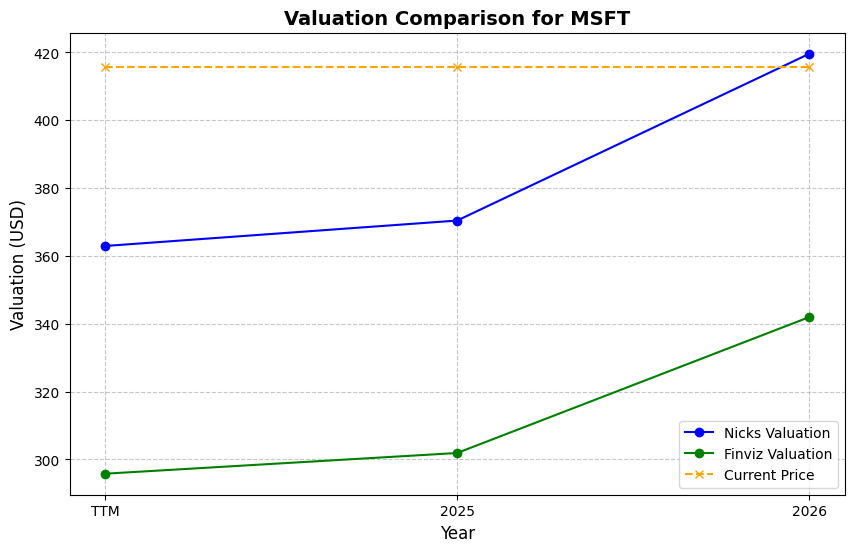 Valuation Comparison for MSFT
Valuation (USD)
420
400
380
360
340
320
300
Nicks Valuation
Finviz Valuation
Current Price
TTM 2025 2026
Year